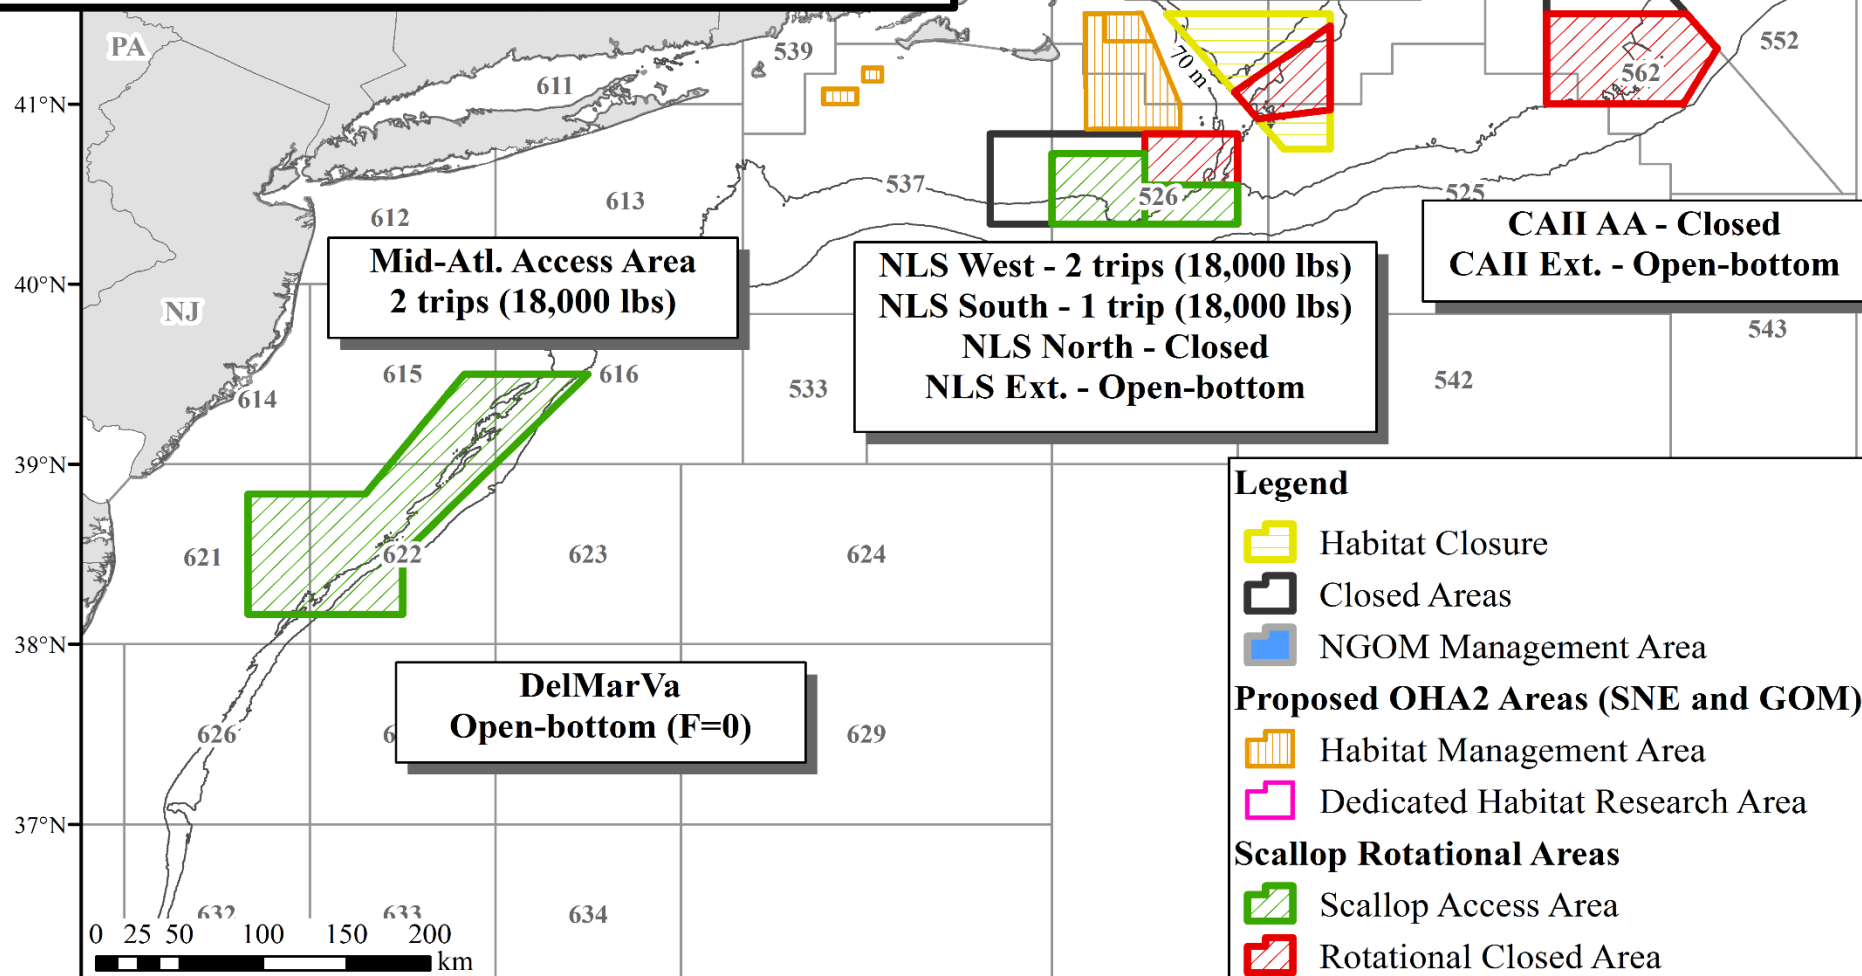 PA
539
552
70 m
611
562
41°N
537
526
525
613
612
CAII AA - Closed
CAII Ext. - Open-bottom
Mid-Atl. Access Area
2 trips (18,000 lbs)
NLS West - 2 trips (18,000 lbs)
NLS South - 1 trip (18,000 lbs)
NLS North - Closed
NLS Ext. - Open-bottom
40°N
NJ
543
615
616
533
542
614
39°N
Legend
621
622
623
624
Habitat Closure
Closed Areas
38°N
NGOM Management Area
DelMarVa
Open-bottom (F=0)
Proposed OHA2 Areas (SNE and GOM)
626
629
Habitat Management Area
Dedicated Habitat Research Area
37°N
Scallop Rotational Areas
632
633
634
Scallop Access Area
0 25 50 100 150 200
km
Rotational Closed Area